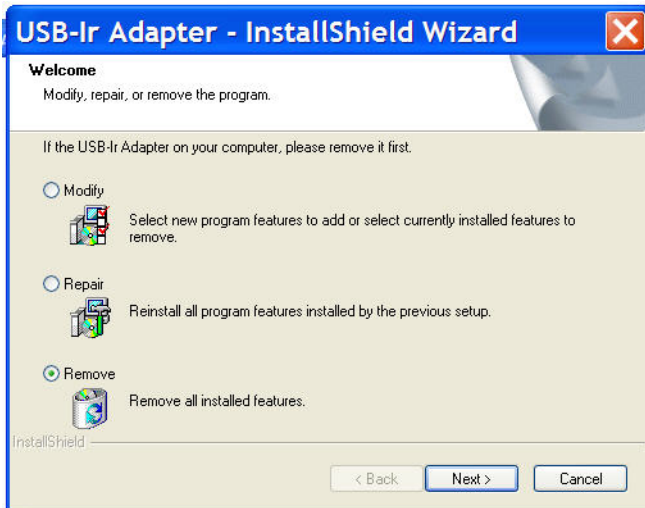 USB-Ir Adapter - InstallShield Wizard
Welcome
Modify, repair, or remove the program.
If the USB-Ir Adapter on your computer, please remove it first.
Modify
Select new program features to add or select currently installed features to
remove.
Repair
Reinstall all program features installed by the previous setup.
Remove
Remove all installed features.
InstallShield
< Back
Next >
Cancel